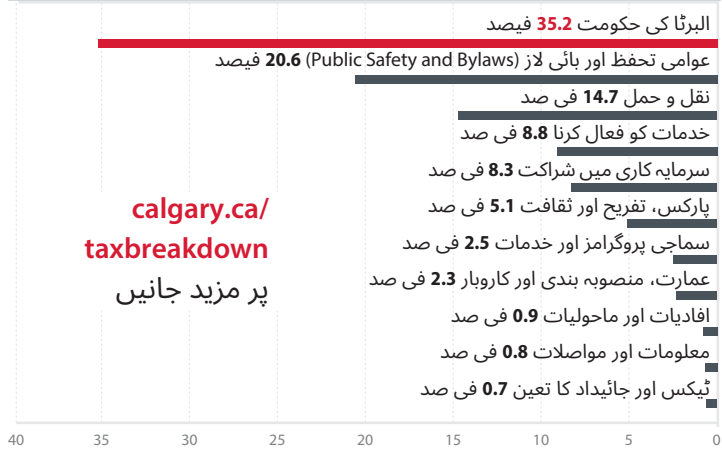 البرٹا کی حکومت 35.2 فیصد
عوامی تحفظ اور بائی لاز (Public Safety and Bylaws) 20.6 فیصد
نقل و حمل 14.7 فی صد
خدمات کو فعال کرنا 8.8 فی صد
سرمایہ کاری میں شراکت 8.3 فی صد
پارکس، تفریح اور ثقافت 5.1 فی صد
سماجی پروگرامز اور خدمات 2.5 فی صد
عمارت، منصوبہ بندی اور کاروبار 2.3 فی صد
افادیات اور ماحولیات 0.9 فی صد
معلومات اور مواصلات 0.8 فی صد
ٹیکس اور جائیداد کا تعین 0.7 فی صد
calgary.ca/
taxbreakdown
پر مزید جانیں
40 35 30 25 20 15 10 5 0